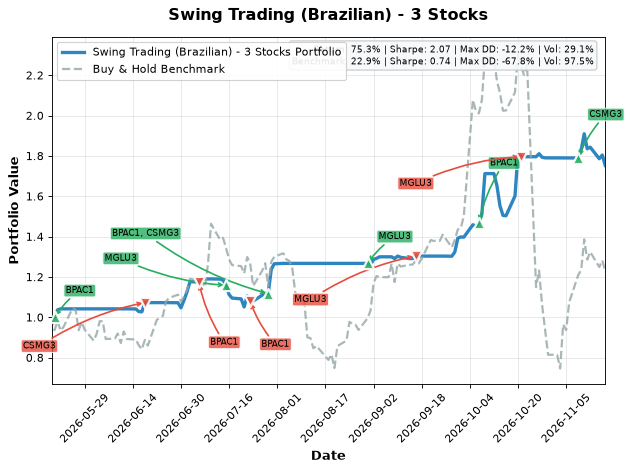 Swing Trading (Brazilian) - 3 Stocks
Swing Trading (Brazilian) - 3 Stocks Portfolio
Buy & Hold Benchmark
75.3% | Sharpe: 2.07 | Max DD: -12.2% | Vol: 29.1%
22.9% | Sharpe: 0.74 | Max DD: -67.8% | Vol: 97.5%
Portfolio Value
2.2
2.0
1.8
1.6
1.4
1.2
1.0
0.8
CSMG3
BPAC1
MGLU3
BPAC1, CSMG3
MGLU3
MGLU3
BPAC1
MGLU3
CSMG3
BPAC1
BPAC1
2026-05-29
2026-06-14
2026-06-30
2026-07-16
2026-08-01
2026-08-17
2026-09-02
2026-09-18
2026-10-04
2026-10-20
2026-11-05
Date